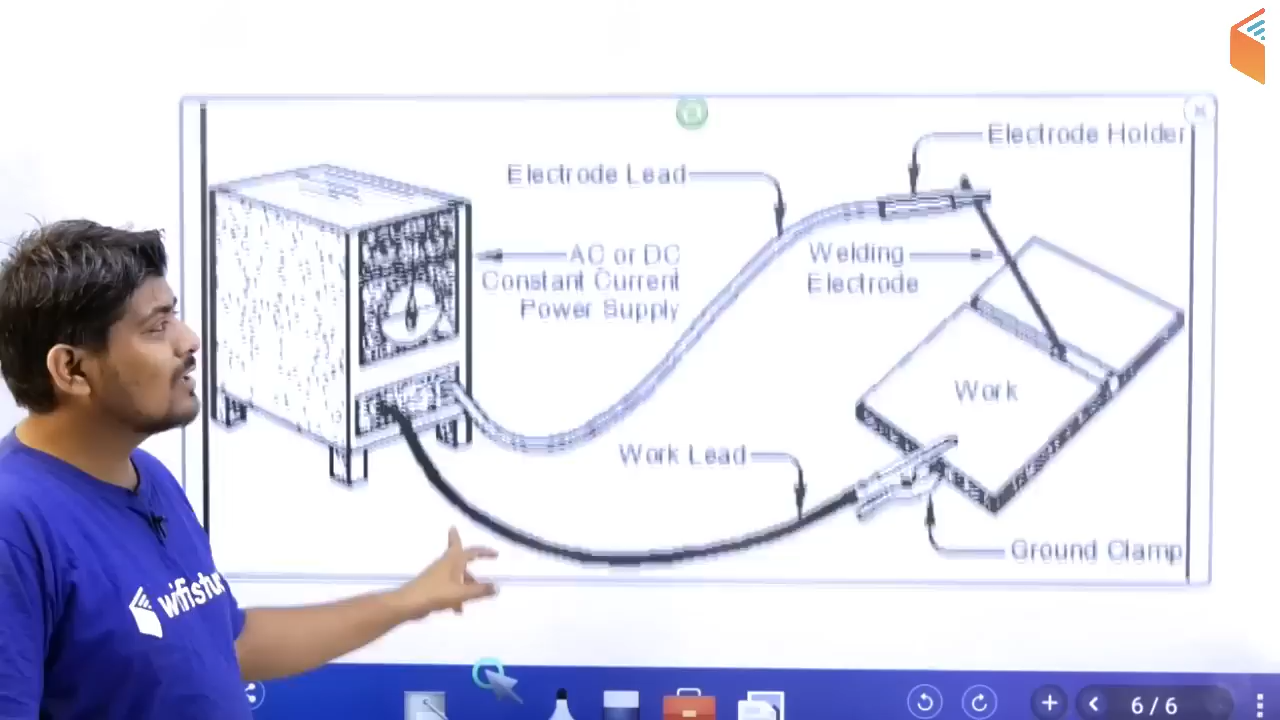 Electrode Holder
Electrode Lead
AC or DC
Constant Current
Power Supply
Welding
Electrode
Work
Work Lead
Ground Clamp
wifistu
6 / 6